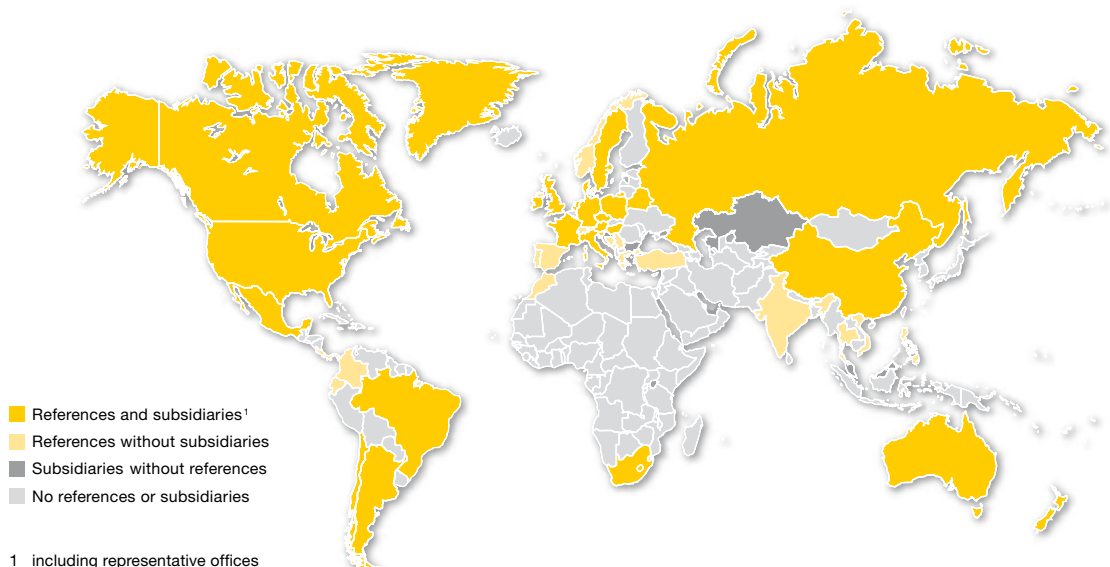 References and subsidiaries¹
References without subsidiaries
Subsidiaries without references
No references or subsidiaries
1 including representative offices